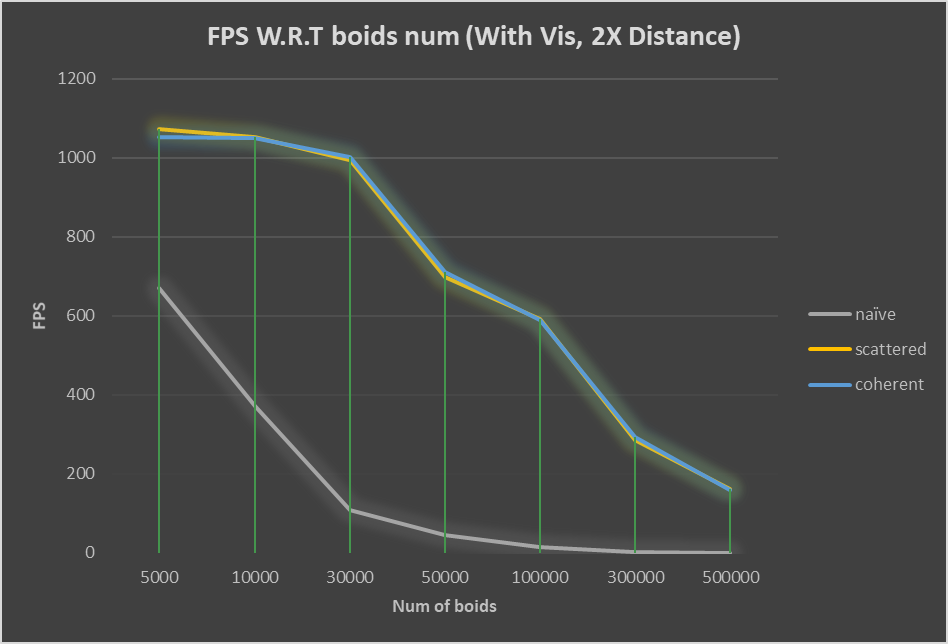 FPS W.R.T boids num (With Vis, 2X Distance)
1200
1000
800
600
400
200
0
FPS
5000 10000 30000 50000 100000 300000 500000
Num of boids
naïve
scattered
coherent